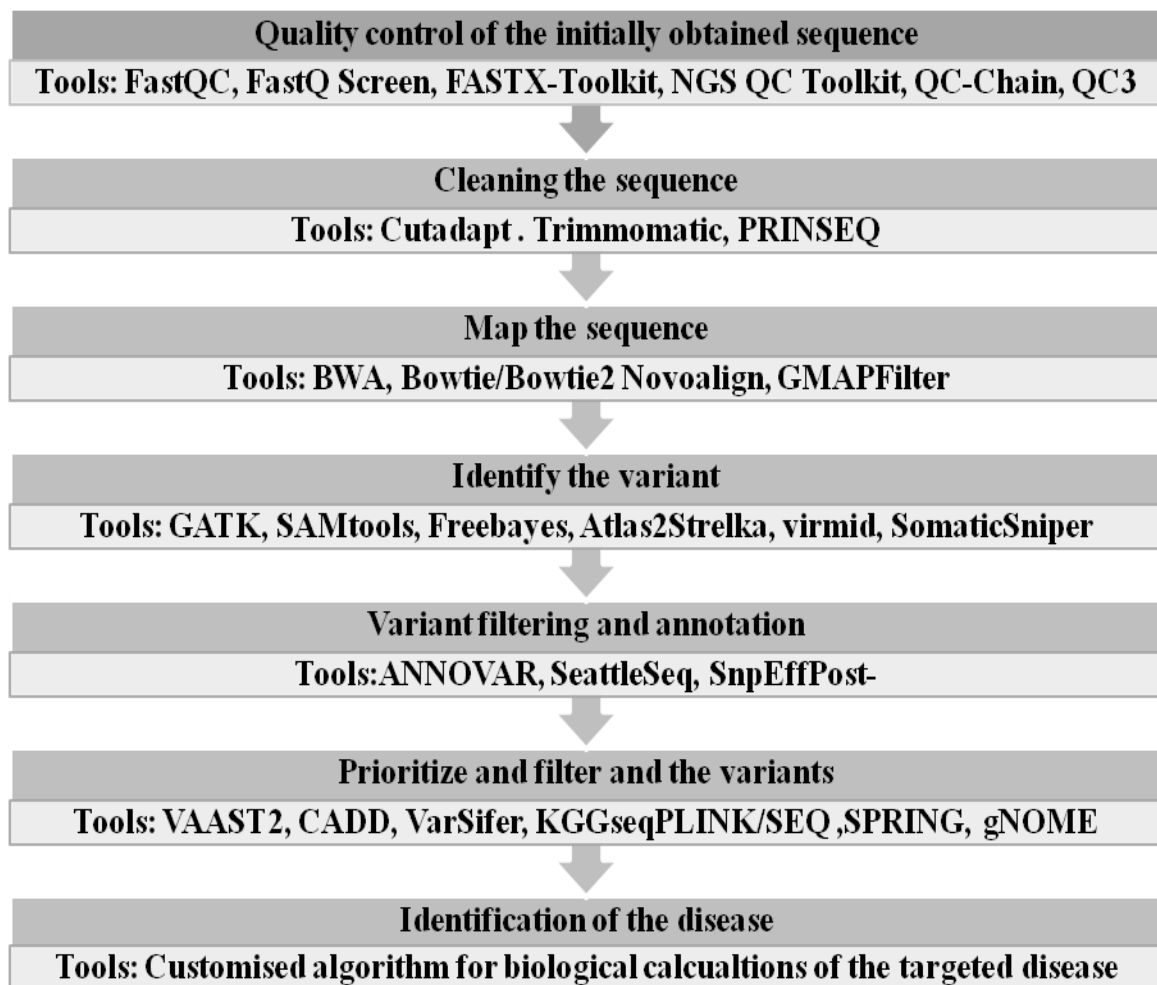 Quality control of the initially obtained sequence
Tools: FastQC, FastQ Screen, FASTX-Toolkit, NGS QC Toolkit, QC-Chain, QC3
Cleaning the sequence
Tools: Cutadapt . Trimmomatic, PRINSEQ
Map the sequence
Tools: BWA, Bowtie/Bowtie2 Novoalign, GMAPFilter
Identify the variant
Tools: GATK, SAMtools, Freebayes, Atlas2Strelka, virmid, SomaticSniper
Variant filtering and annotation
Tools:ANNOVAR, SeattleSeq, SnpEffPost-
Prioritize and filter and the variants
Tools: VAAST2, CADD, VarSifer, KGGseqPLINK/SEQ ,SPRING, gNOME
Identification of the disease
Tools: Customised algorithm for biological calcualtions of the targeted disease